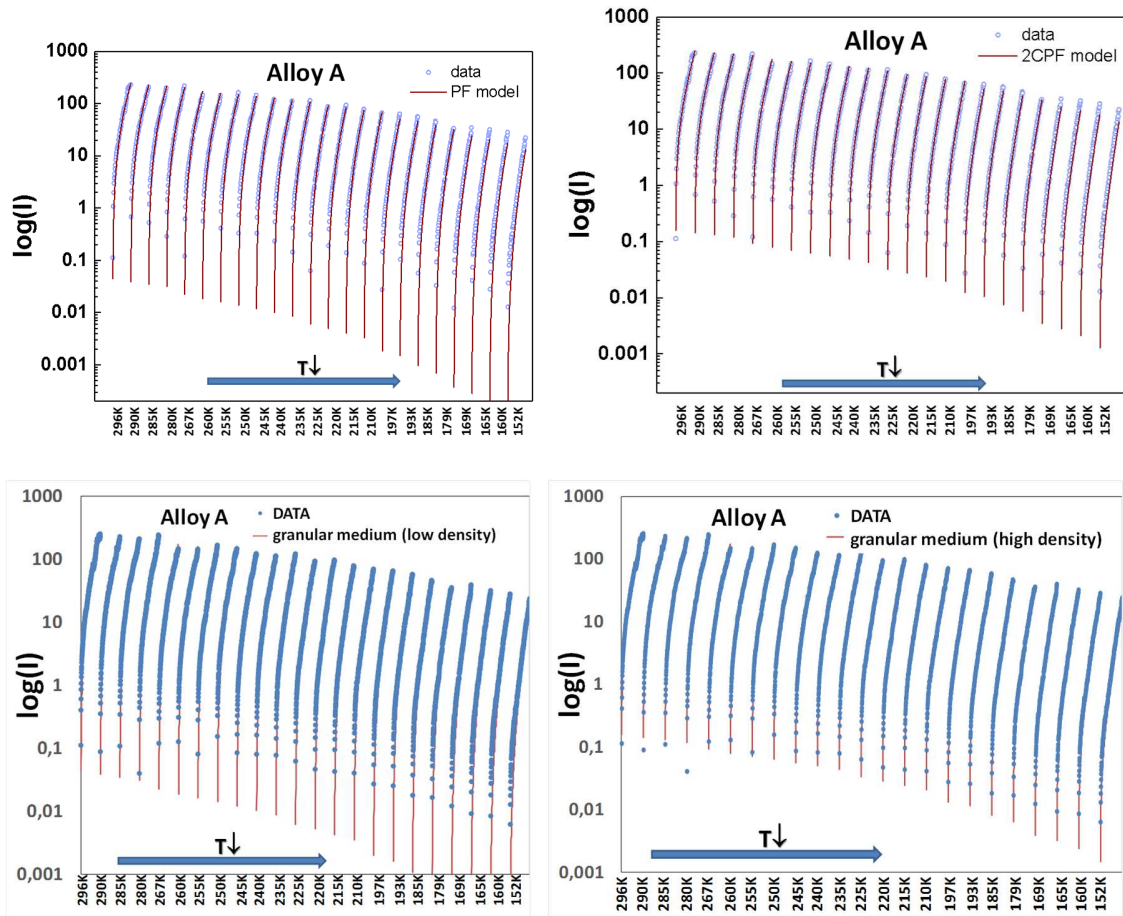 1000
100
10
1
0.1
0.01
0.001
log(I)
Alloy A
data
PF model
T↓
296K 290K 285K 280K 267K 260K 255K 250K 245K 240K 235K 225K 220K 215K 210K 197K 193K 185K 179K 169K 165K 160K 152K
1000
100
10
1
0.1
0.01
0.001
log(I)
Alloy A
data
2CPF model
T↓
296K 290K 285K 280K 267K 260K 255K 250K 245K 240K 235K 225K 220K 215K 210K 197K 193K 185K 179K 169K 165K 160K 152K
1000
100
10
1
0,1
0,01
0,001
log(I)
Alloy A
DATA
granular medium (low density)
T↓
296K 290K 285K 280K 267K 260K 255K 250K 245K 240K 235K 225K 220K 215K 210K 197K 193K 185K 179K 169K 165K 160K 152K
1000
100
10
1
0,1
0,01
0,001
log(I)
Alloy A
DATA
granular medium (high density)
T↓
296K 290K 285K 280K 267K 260K 255K 250K 245K 240K 235K 225K 220K 215K 210K 197K 193K 185K 179K 169K 165K 160K 152K